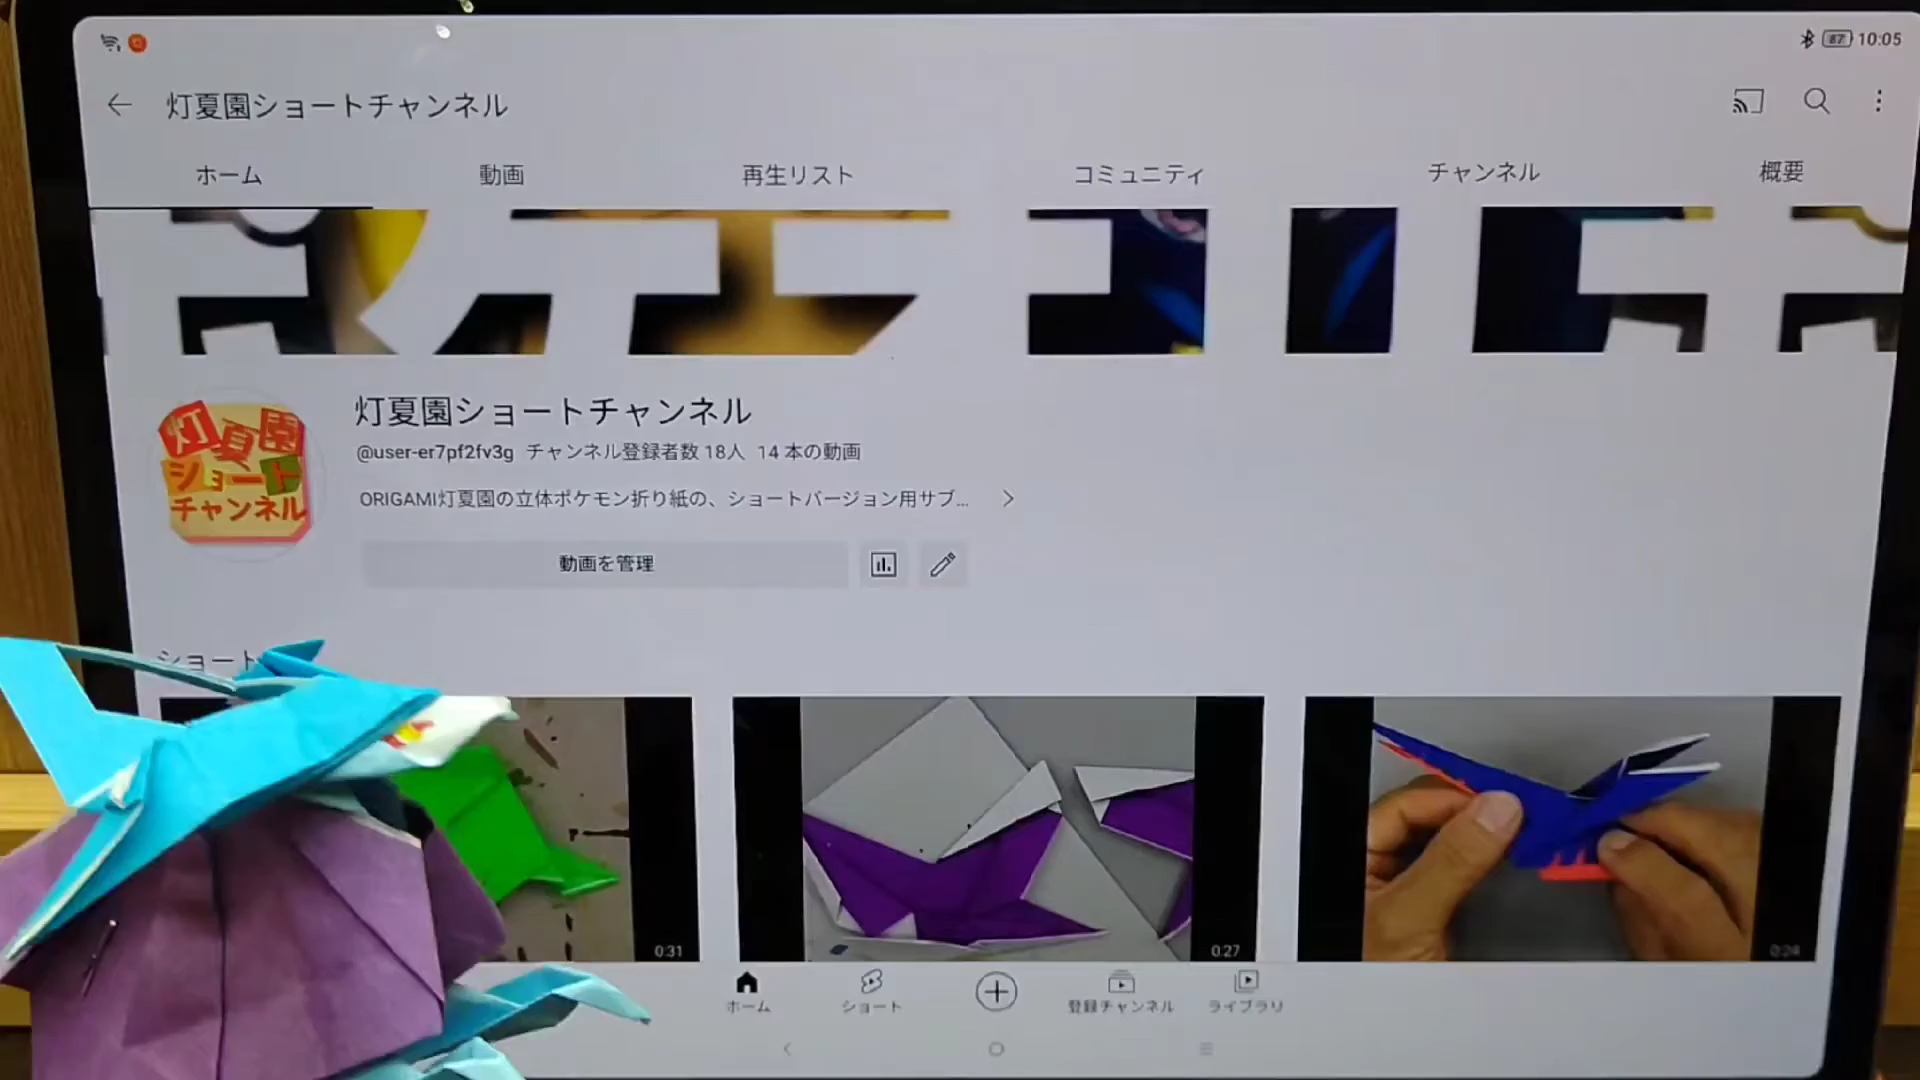 87 10:05
灯夏園ショートチャンネル
ホーム 動画 再生リスト コミュニティ チャンネル 概要
灯夏園
ショート
チャンネル
灯夏園ショートチャンネル
@user-er7pf2fv3g チャンネル登録者数 18人 14 本の動画
ORIGAMI灯夏園の立体ポケモン折り紙の、ショートバージョン用サブ...
動画を管理
ショート
0:31 0:27 0:24
ホーム ショート 登録チャンネル ライブラリ